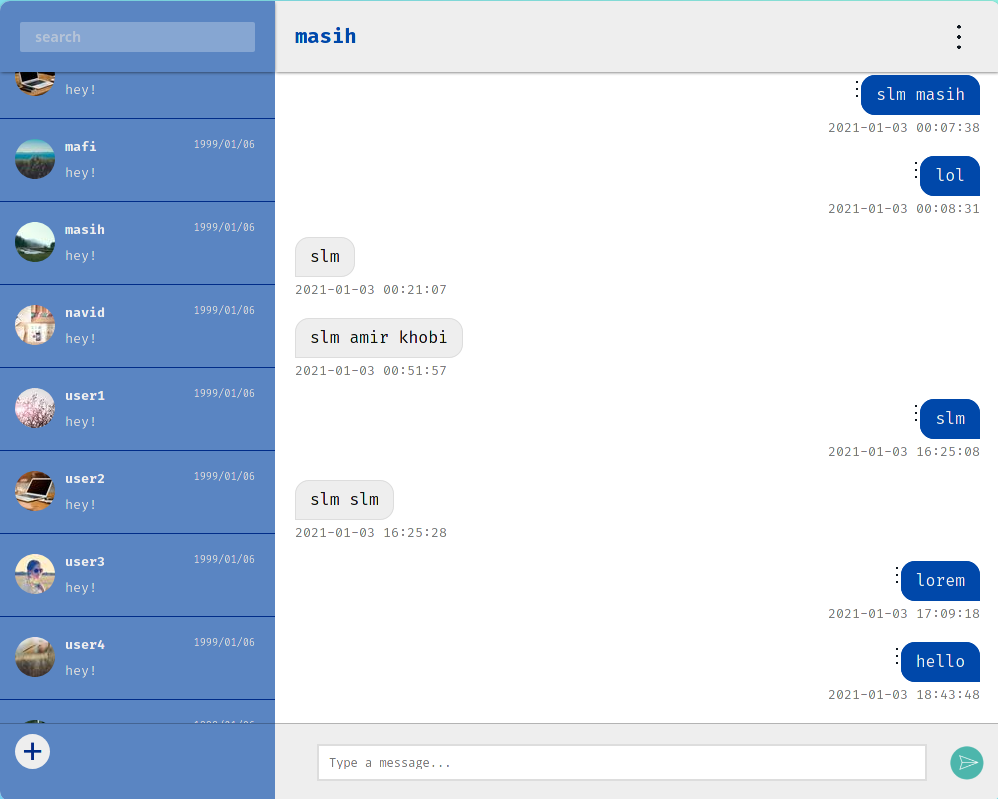 search
hey!
mafi
1999/01/06
hey!
masih
1999/01/06
hey!
navid
1999/01/06
hey!
user1
1999/01/06
hey!
user2
1999/01/06
hey!
user3
1999/01/06
hey!
user4
1999/01/06
hey!
masih
slm masih
2021-01-03 00:07:38
lol
2021-01-03 00:08:31
slm
2021-01-03 00:21:07
slm amir khobi
2021-01-03 00:51:57
slm
2021-01-03 16:25:08
slm slm
2021-01-03 16:25:28
lorem
2021-01-03 17:09:18
hello
2021-01-03 18:43:48
Type a message...